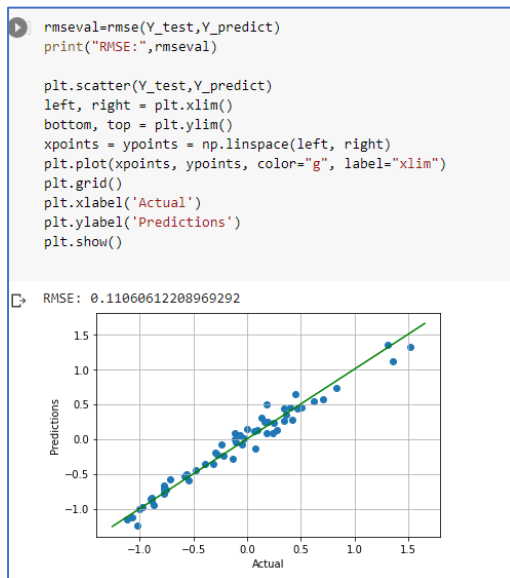 rmseval=rmse(Y_test,Y_predict)
print("RMSE:",rmseval)
plt.scatter(Y_test,Y_predict)
left, right = plt.xlim()
bottom, top = plt.ylim()
xpoints = ypoints = np.linspace(left, right)
plt.plot(xpoints, ypoints, color="g", label="xlim")
plt.grid()
plt.xlabel('Actual')
plt.ylabel('Predictions')
plt.show()
RMSE: 0.11060612208969292
1.5
1.0
0.5
0.0
−0.5
−1.0
Predictions
−1.0 −0.5 0.0 0.5 1.0 1.5
Actual